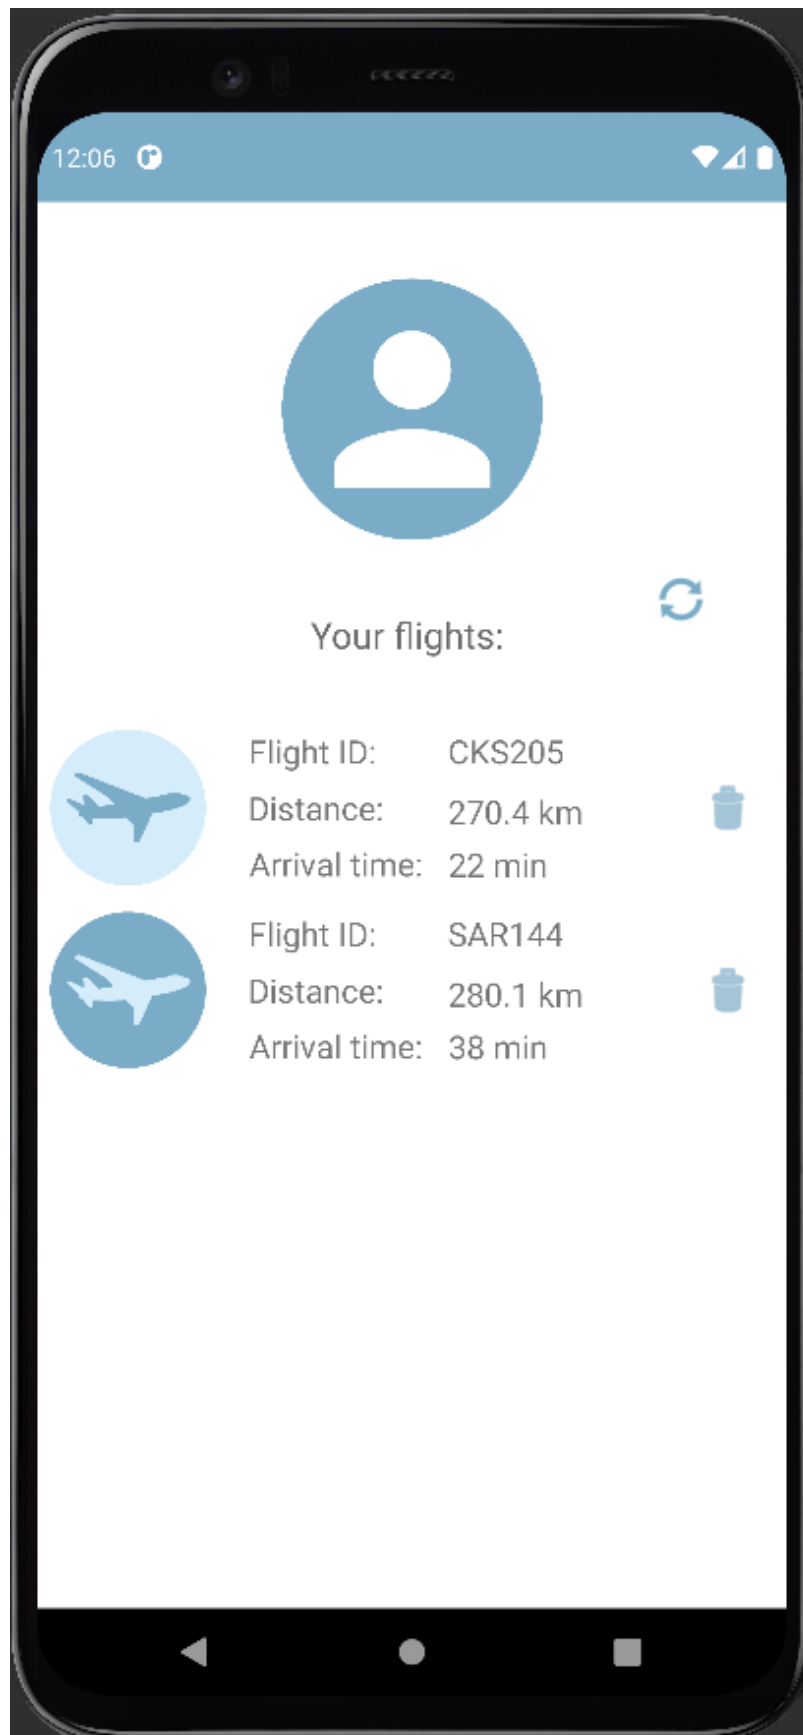 12:06
Your flights:
Flight ID: CKS205
Distance: 270.4 km
Arrival time: 22 min
Flight ID: SAR144
Distance: 280.1 km
Arrival time: 38 min